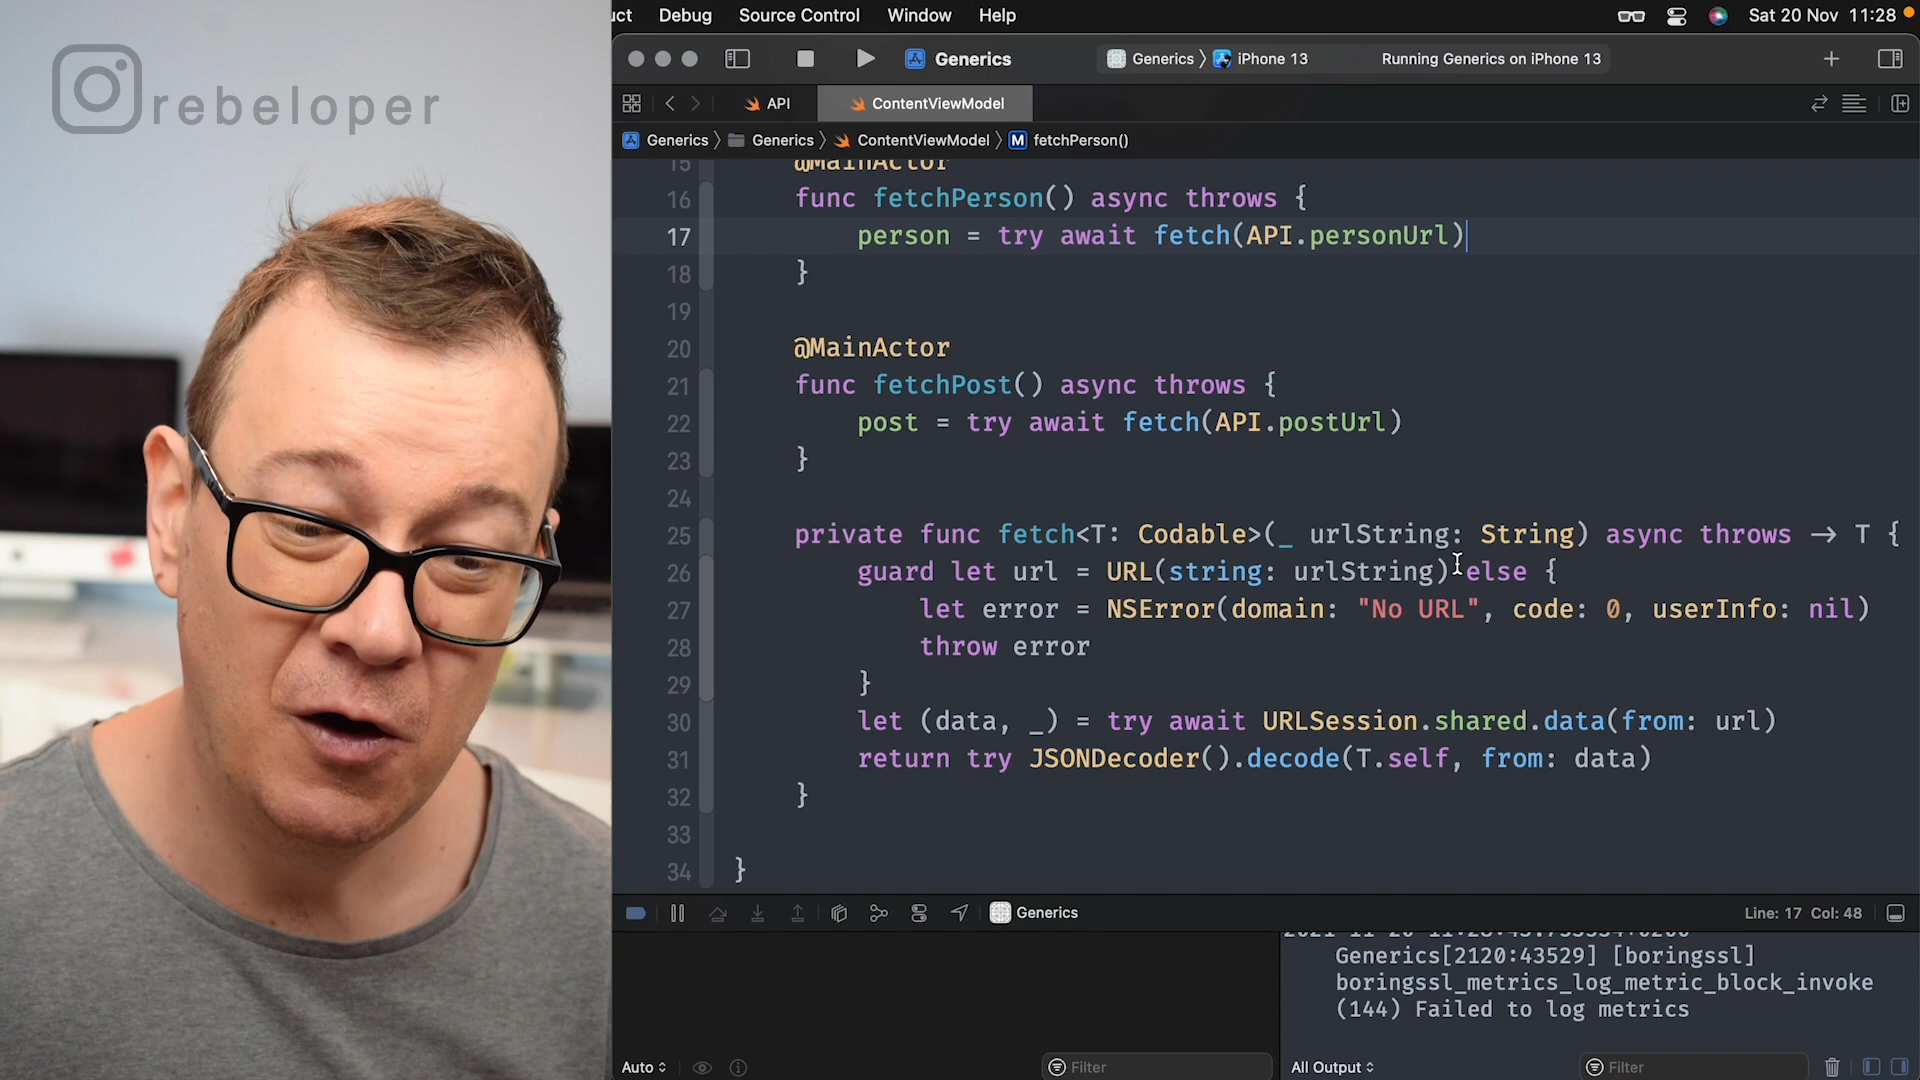 @rebeloper
uct Debug Source Control Window Help
Sat 20 Nov 11:28
Generics
Generics 〉 iPhone 13
Running Generics on iPhone 13
API
ContentViewModel
Generics 〉 Generics 〉 ContentViewModel 〉 M fetchPerson()
15 @MainActor
16 func fetchPerson() async throws {
17 person = try await fetch(API.personUrl)
18 }
19
20 @MainActor
21 func fetchPost() async throws {
22 post = try await fetch(API.postUrl)
23 }
24
25 private func fetch<T: Codable>(_ urlString: String) async throws -> T {
26 guard let url = URL(string: urlString) else {
27 let error = NSError(domain: "No URL", code: 0, userInfo: nil)
28 throw error
29 }
30 let (data, _) = try await URLSession.shared.data(from: url)
31 return try JSONDecoder().decode(T.self, from: data)
32 }
33
34 }
Generics
Line: 17 Col: 48
Generics[2120:43529] [boringssl]
boringssl_metrics_log_metric_block_invoke
(144) Failed to log metrics
Auto
Filter
All Output
Filter